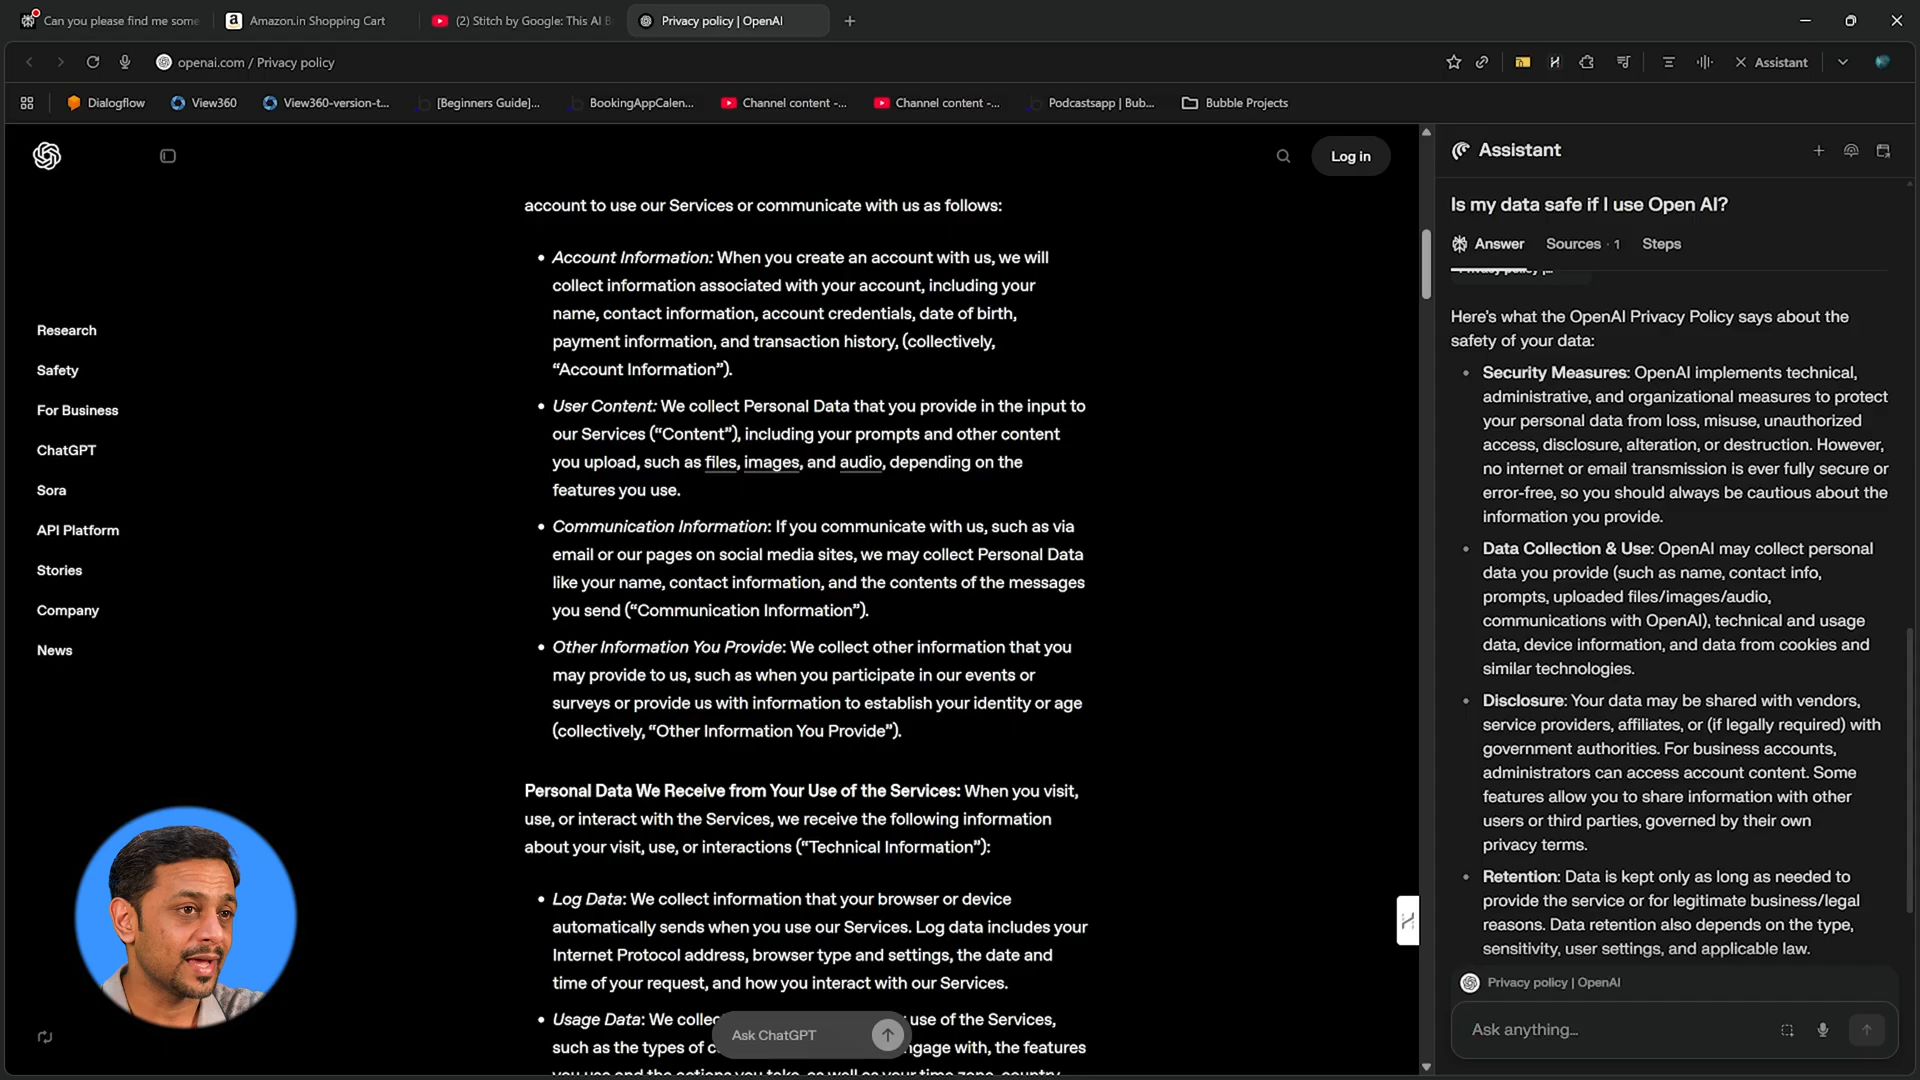 Can you please find me some
Amazon.in Shopping Cart
(2) Stitch by Google: This AI B
Privacy policy | OpenAI
openai.com / Privacy policy
Assistant
Dialogflow
View360
View360-version-t...
[Beginners Guide]...
BookingAppCalen...
Channel content -...
Channel content -...
Podcastsapp | Bub...
Bubble Projects
Log in
Research
Safety
For Business
ChatGPT
Sora
API Platform
Stories
Company
News
account to use our Services or communicate with us as follows:
• Account Information: When you create an account with us, we will
collect information associated with your account, including your
name, contact information, account credentials, date of birth,
payment information, and transaction history, (collectively,
“Account Information”).
• User Content: We collect Personal Data that you provide in the input to
our Services (“Content”), including your prompts and other content
you upload, such as files, images, and audio, depending on the
features you use.
• Communication Information: If you communicate with us, such as via
email or our pages on social media sites, we may collect Personal Data
like your name, contact information, and the contents of the messages
you send (“Communication Information”).
• Other Information You Provide: We collect other information that you
may provide to us, such as when you participate in our events or
surveys or provide us with information to establish your identity or age
(collectively, “Other Information You Provide”).
Personal Data We Receive from Your Use of the Services: When you visit,
use, or interact with the Services, we receive the following information
about your visit, use, or interactions (“Technical Information”):
• Log Data: We collect information that your browser or device
automatically sends when you use our Services. Log data includes your
Internet Protocol address, browser type and settings, the date and
time of your request, and how you interact with our Services.
• Usage Data: We collec use of the Services,
such as the types of c ngage with, the features
you use and the actions you take, as well as your time zone, country
Ask ChatGPT
Assistant
Is my data safe if I use Open AI?
Answer
Sources · 1
Steps
Privacy policy |...
Here's what the OpenAI Privacy Policy says about the
safety of your data:
• Security Measures: OpenAI implements technical,
administrative, and organizational measures to protect
your personal data from loss, misuse, unauthorized
access, disclosure, alteration, or destruction. However,
no internet or email transmission is ever fully secure or
error-free, so you should always be cautious about the
information you provide.
• Data Collection & Use: OpenAI may collect personal
data you provide (such as name, contact info,
prompts, uploaded files/images/audio,
communications with OpenAI), technical and usage
data, device information, and data from cookies and
similar technologies.
• Disclosure: Your data may be shared with vendors,
service providers, affiliates, or (if legally required) with
government authorities. For business accounts,
administrators can access account content. Some
features allow you to share information with other
users or third parties, governed by their own
privacy terms.
• Retention: Data is kept only as long as needed to
provide the service or for legitimate business/legal
reasons. Data retention also depends on the type,
sensitivity, user settings, and applicable law.
Privacy policy | OpenAI
Ask anything...